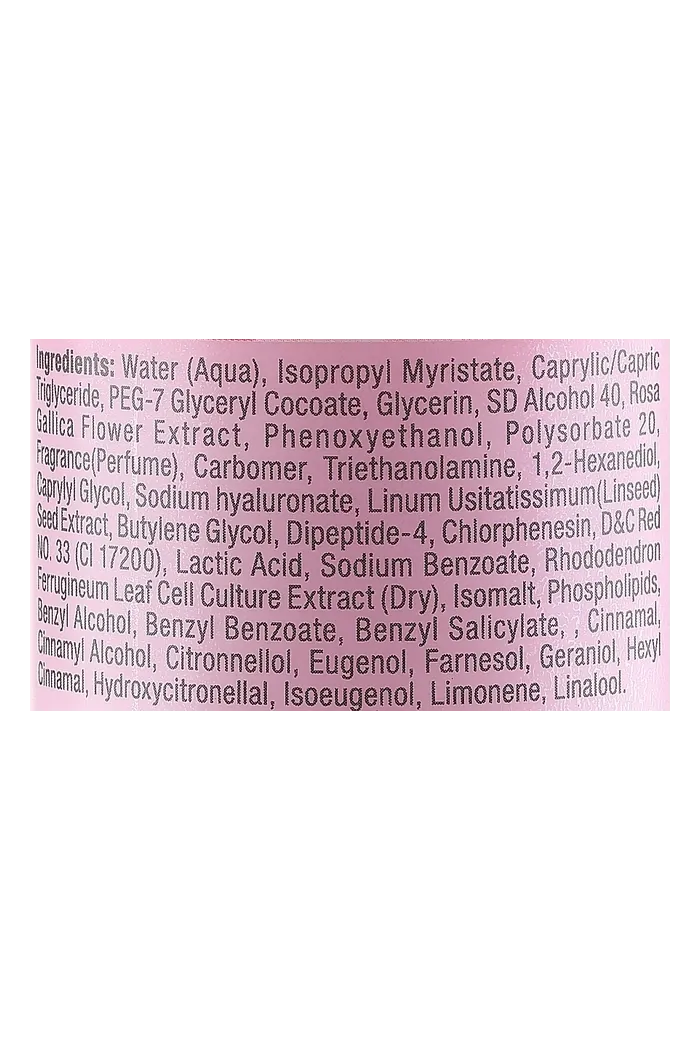 Ingredients: Water (Aqua), Isopropyl Myristate, Caprylic/Capric
Triglyceride, PEG-7 Glyceryl Cocoate, Glycerin, SD Alcohol 40, Rosa
Gallica Flower Extract, Phenoxyethanol, Polysorbate 20,
Fragrance(Perfume), Carbomer, Triethanolamine, 1,2-Hexanediol,
Caprylyl Glycol, Sodium hyaluronate, Linum Usitatissimum(Linseed)
Seed Extract, Butylene Glycol, Dipeptide-4, Chlorphenesin, D&C Red
NO. 33 (CI 17200), Lactic Acid, Sodium Benzoate, Rhododendron
Ferrugineum Leaf Cell Culture Extract (Dry), Isomalt, Phospholipids,
Benzyl Alcohol, Benzyl Benzoate, Benzyl Salicylate, , Cinnamal,
Cinnamyl Alcohol, Citronnellol, Eugenol, Farnesol, Geraniol, Hexyl
Cinnamal, Hydroxycitronellal, Isoeugenol, Limonene, Linalool.